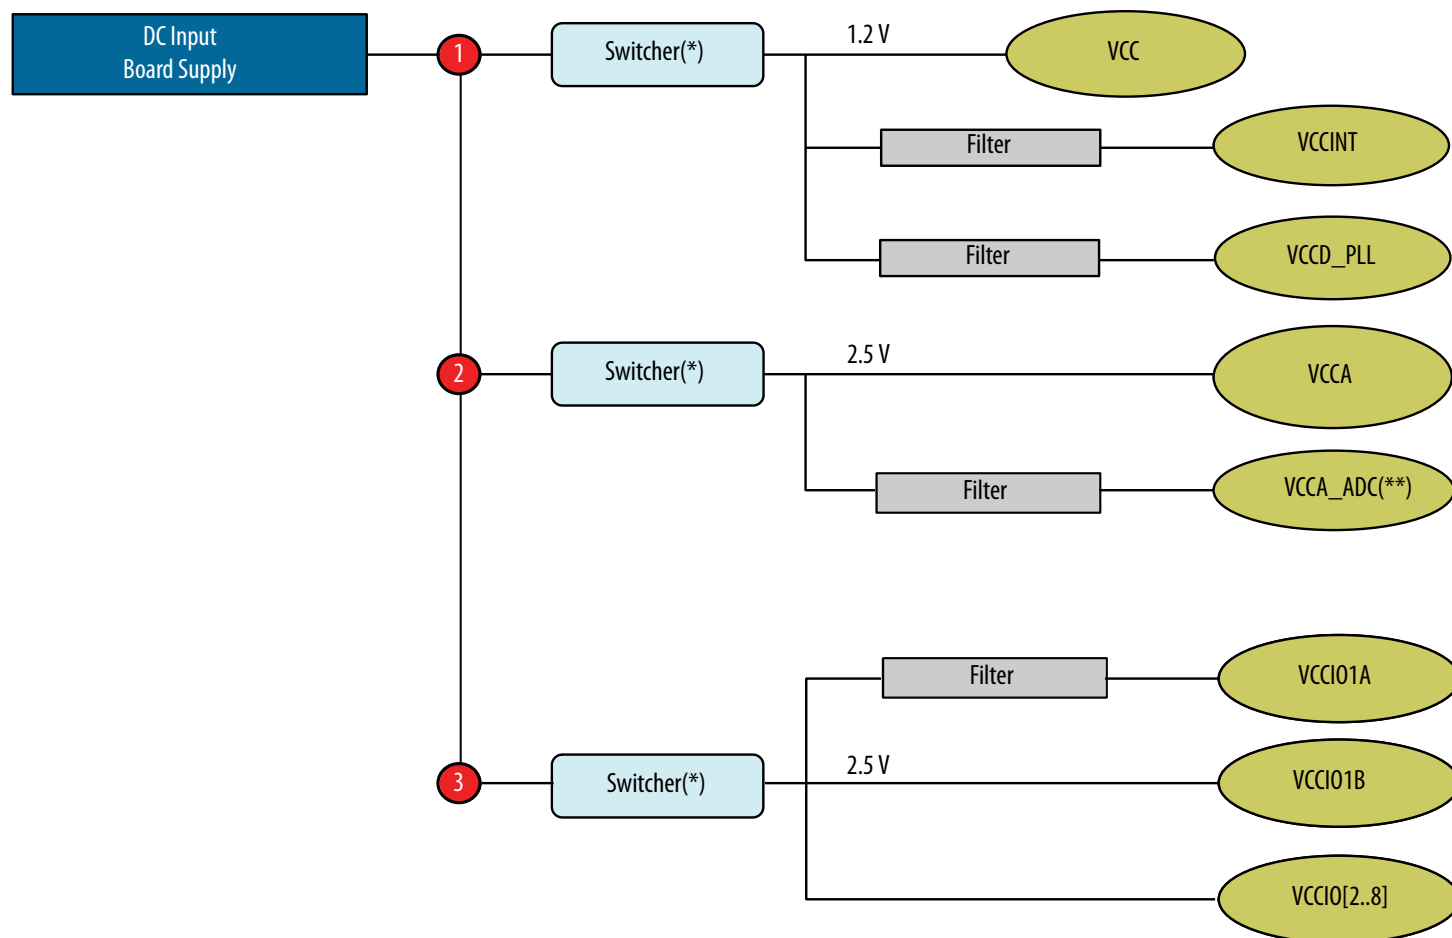 DC Input
Board Supply
1
Switcher(*)
1.2 V
VCC
Filter
VCCINT
Filter
VCCD_PLL
2
Switcher(*)
2.5 V
VCCA
Filter
VCCA_ADC(**)
Filter
VCCIO1A
3
Switcher(*)
2.5 V
VCCIO1B
VCCIO[2..8]